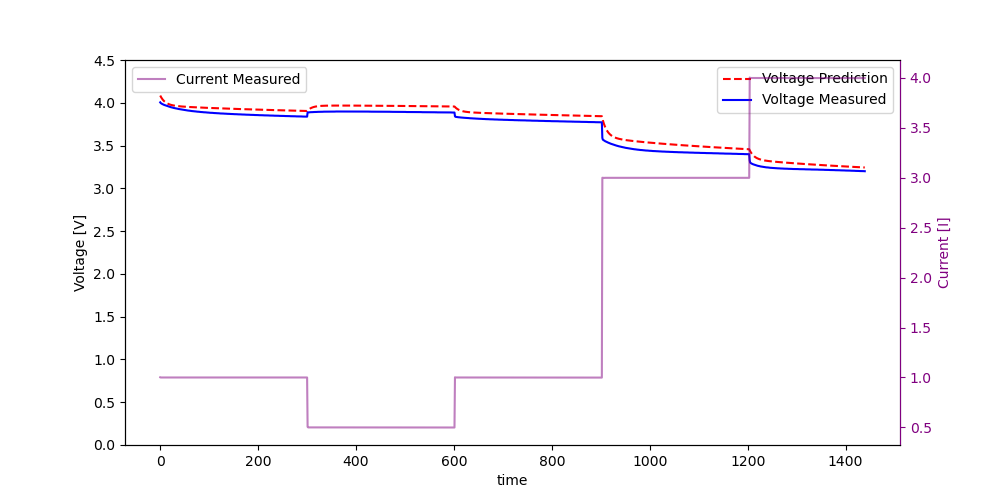 Current Measured
Voltage Prediction
Voltage Measured
Voltage [V]
4.5
4.0
3.5
3.0
2.5
2.0
1.5
1.0
0.5
0.0
4.0
3.5
3.0
2.5
2.0
1.5
1.0
0.5
Current [I]
0 200 400 600 800 1000 1200 1400
time